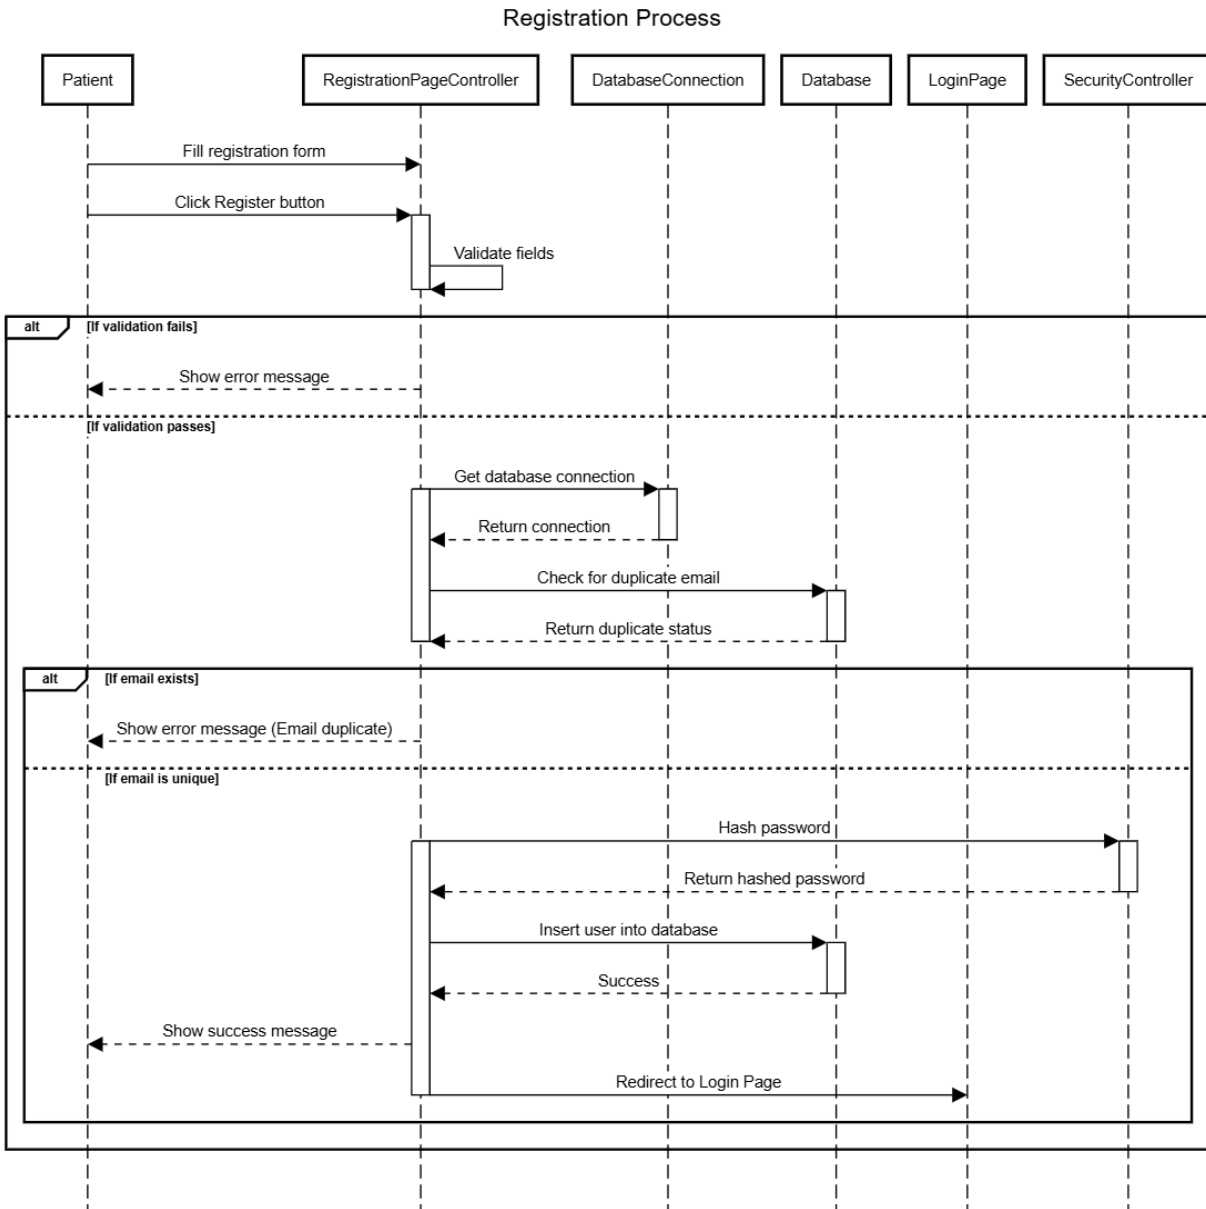 Registration Process
Patient
RegistrationPageController
DatabaseConnection
Database
LoginPage
SecurityController
Fill registration form
Click Register button
Validate fields
alt
[If validation fails]
Show error message
[If validation passes]
Get database connection
Return connection
Check for duplicate email
Return duplicate status
alt
[If email exists]
Show error message (Email duplicate)
[If email is unique]
Hash password
Return hashed password
Insert user into database
Success
Show success message
Redirect to Login Page